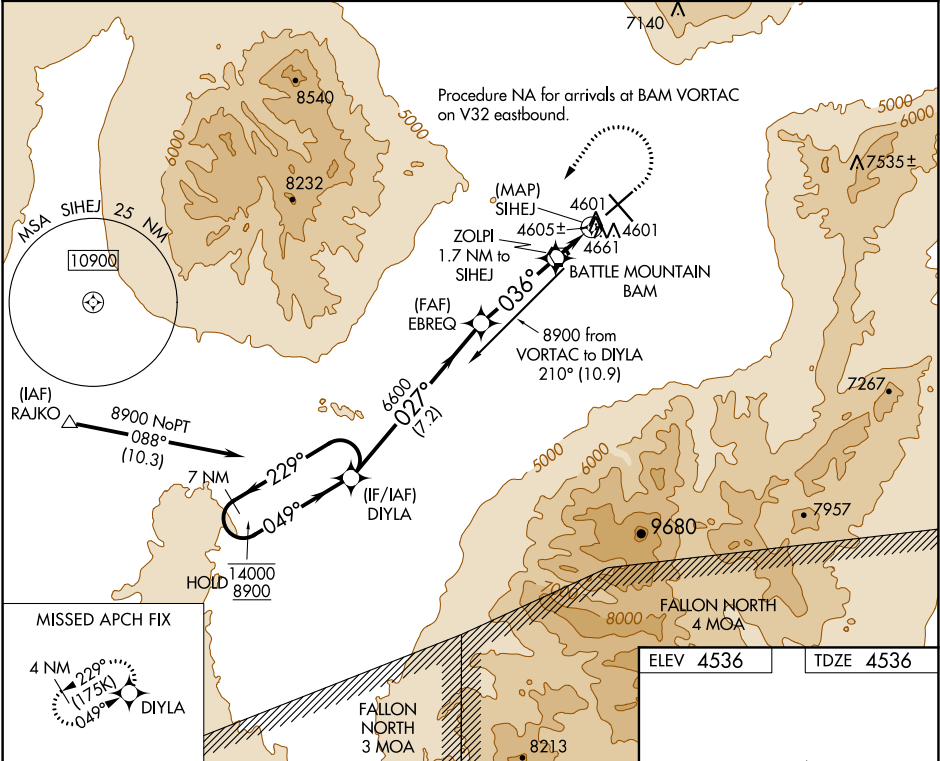 7140
8540
5000
6000
8232
Procedure NA for arrivals at BAM VORTAC
on V32 eastbound.
5000
6000
7535±
MSA SIHEJ 25 NM
10900
(MAP)
SIHEJ
4601
4605±
4601
4661
ZOLPI
1.7 NM to
SIHEJ
BATTLE MOUNTAIN
BAM
036°
(FAF)
EBREQ
8900 from
VORTAC to DIYLA
210° (10.9)
(IAF)
RAJKO
8900 NoPT
088°
(10.3)
6600
027°
(7.2)
7267
7 NM
229°
049°
(IF/IAF)
DIYLA
5000
6000
7957
9680
HOLD
14000
8900
7000
8000
FALLON NORTH
4 MOA
MISSED APCH FIX
4 NM
229°
(175K)
049°
DIYLA
FALLON
NORTH
3 MOA
8213
ELEV 4536
TDZE 4536